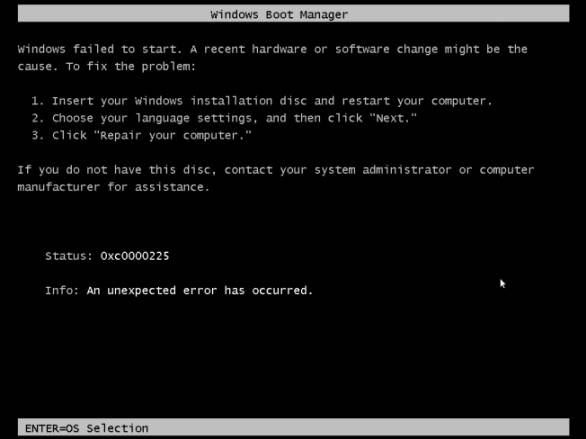 Windows Boot Manager
Windows failed to start. A recent hardware or software change might be the
cause. To fix the problem:
1. Insert your Windows installation disc and restart your computer.
2. Choose your language settings, and then click "Next."
3. Click "Repair your computer."
If you do not have this disc, contact your system administrator or computer
manufacturer for assistance.
Status: 0xc0000225
Info: An unexpected error has occurred.
ENTER=OS Selection